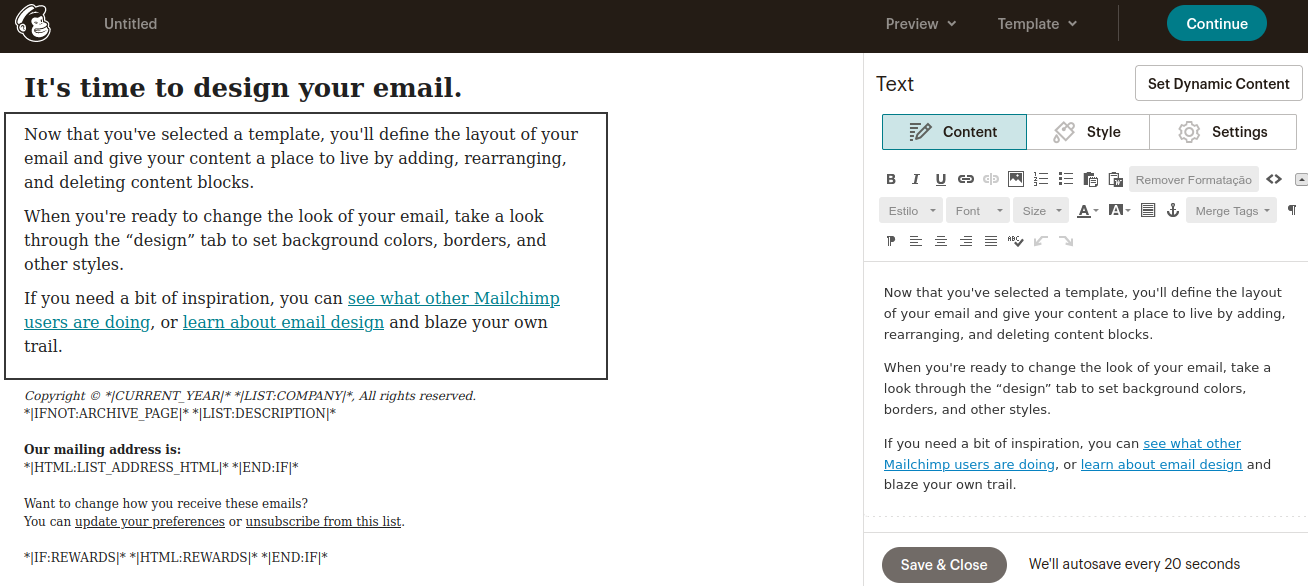 Untitled
Preview
Template
Continue
It's time to design your email.
Now that you've selected a template, you'll define the layout of your
email and give your content a place to live by adding, rearranging,
and deleting content blocks.
When you're ready to change the look of your email, take a look
through the “design” tab to set background colors, borders, and
other styles.
If you need a bit of inspiration, you can see what other Mailchimp
users are doing, or learn about email design and blaze your own
trail.
Copyright © *|CURRENT_YEAR|* *|LIST:COMPANY|*, All rights reserved.
*|IFNOT:ARCHIVE_PAGE|* *|LIST:DESCRIPTION|*
Our mailing address is:
*|HTML:LIST_ADDRESS_HTML|* *|END:IF|*
Want to change how you receive these emails?
You can update your preferences or unsubscribe from this list.
*|IF:REWARDS|* *|HTML:REWARDS|* *|END:IF|*
Text
Set Dynamic Content
Content
Style
Settings
B I U Remover Formatação
Estilo Font Size A A Merge Tags ¶
ABC
Now that you've selected a template, you'll define the layout
of your email and give your content a place to live by adding,
rearranging, and deleting content blocks.
When you're ready to change the look of your email, take a
look through the “design” tab to set background colors,
borders, and other styles.
If you need a bit of inspiration, you can see what other
Mailchimp users are doing, or learn about email design and
blaze your own trail.
Save & Close
We'll autosave every 20 seconds